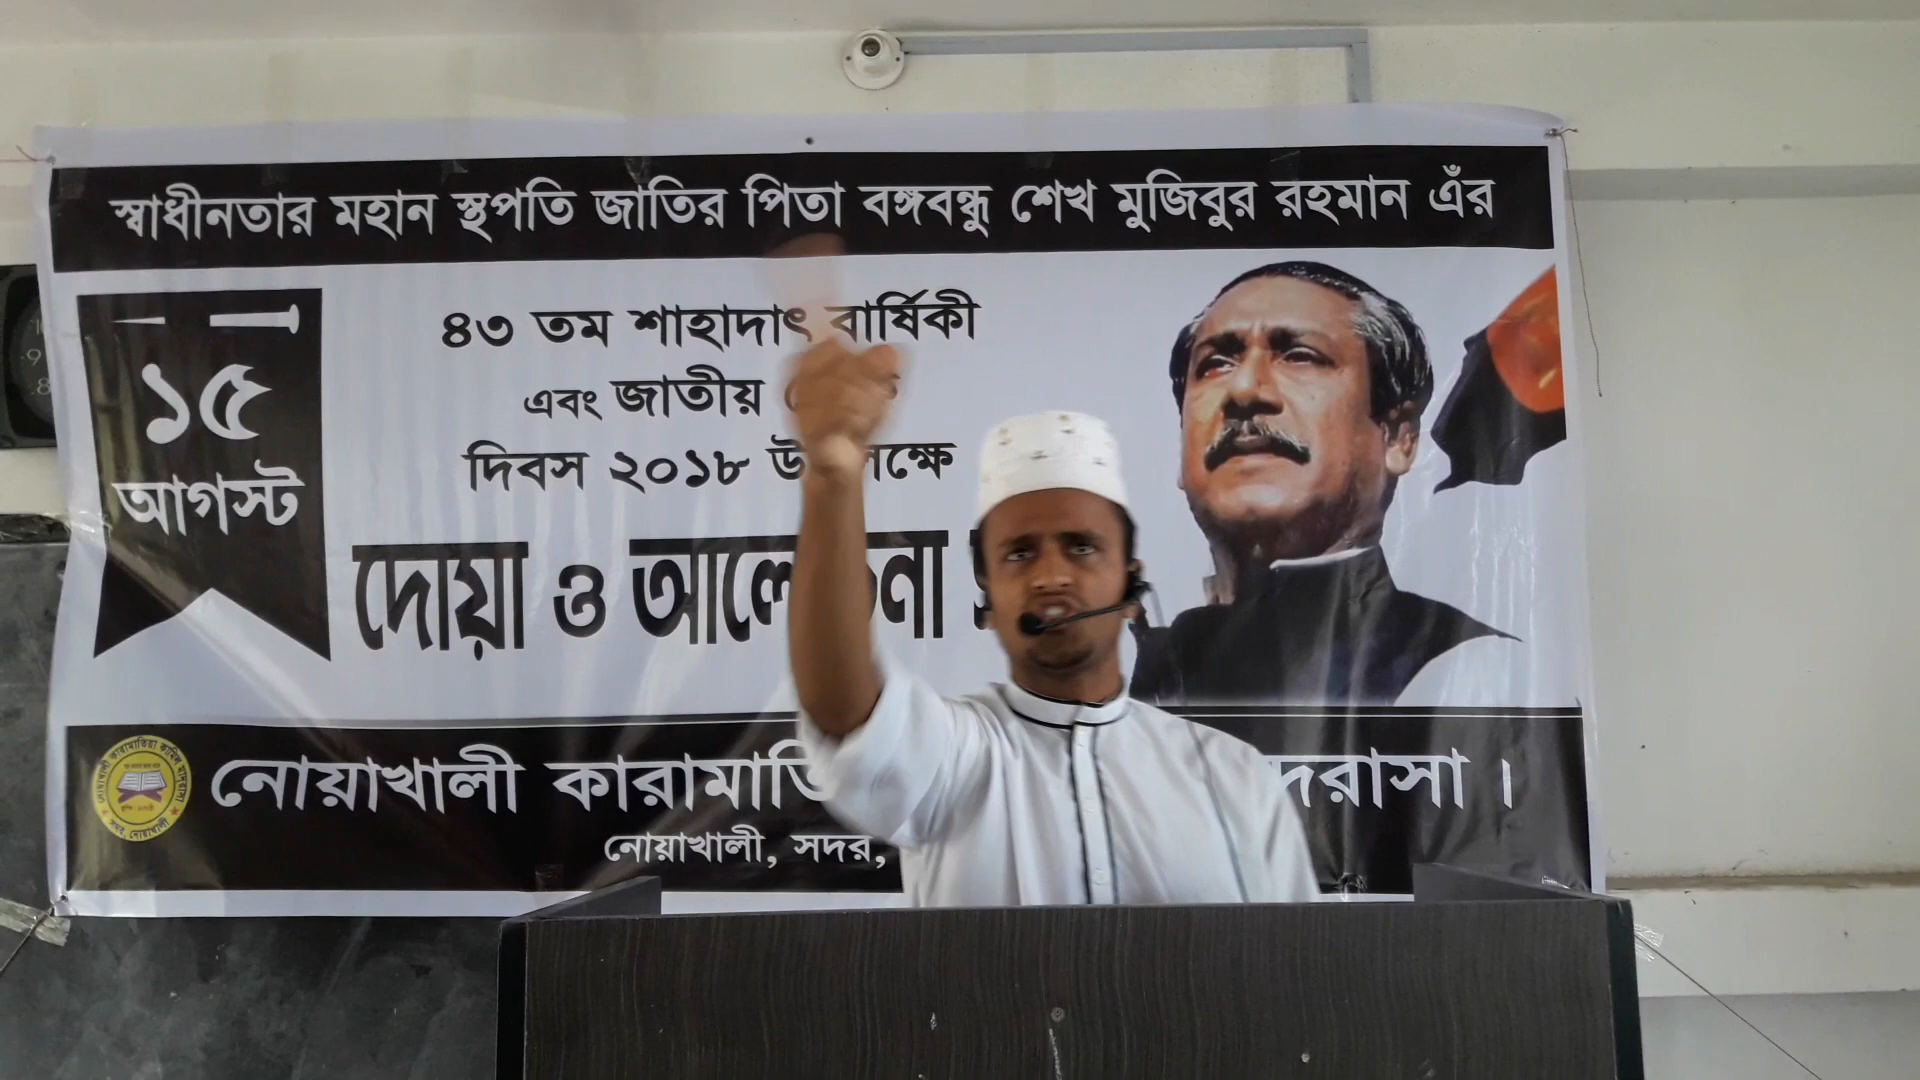 স্বাধীনতার মহান স্থপতি জাতির পিতা বঙ্গবন্ধু শেখ মুজিবুর রহমান এঁর
১৫
আগস্ট
৪৩ তম শাহাদাৎ বার্ষিকী
এবং জাতীয়
দিবস ২০১৮
দোয়া ও
নোয়াখালী
দরাসা ।
নোয়াখালী, সদর,